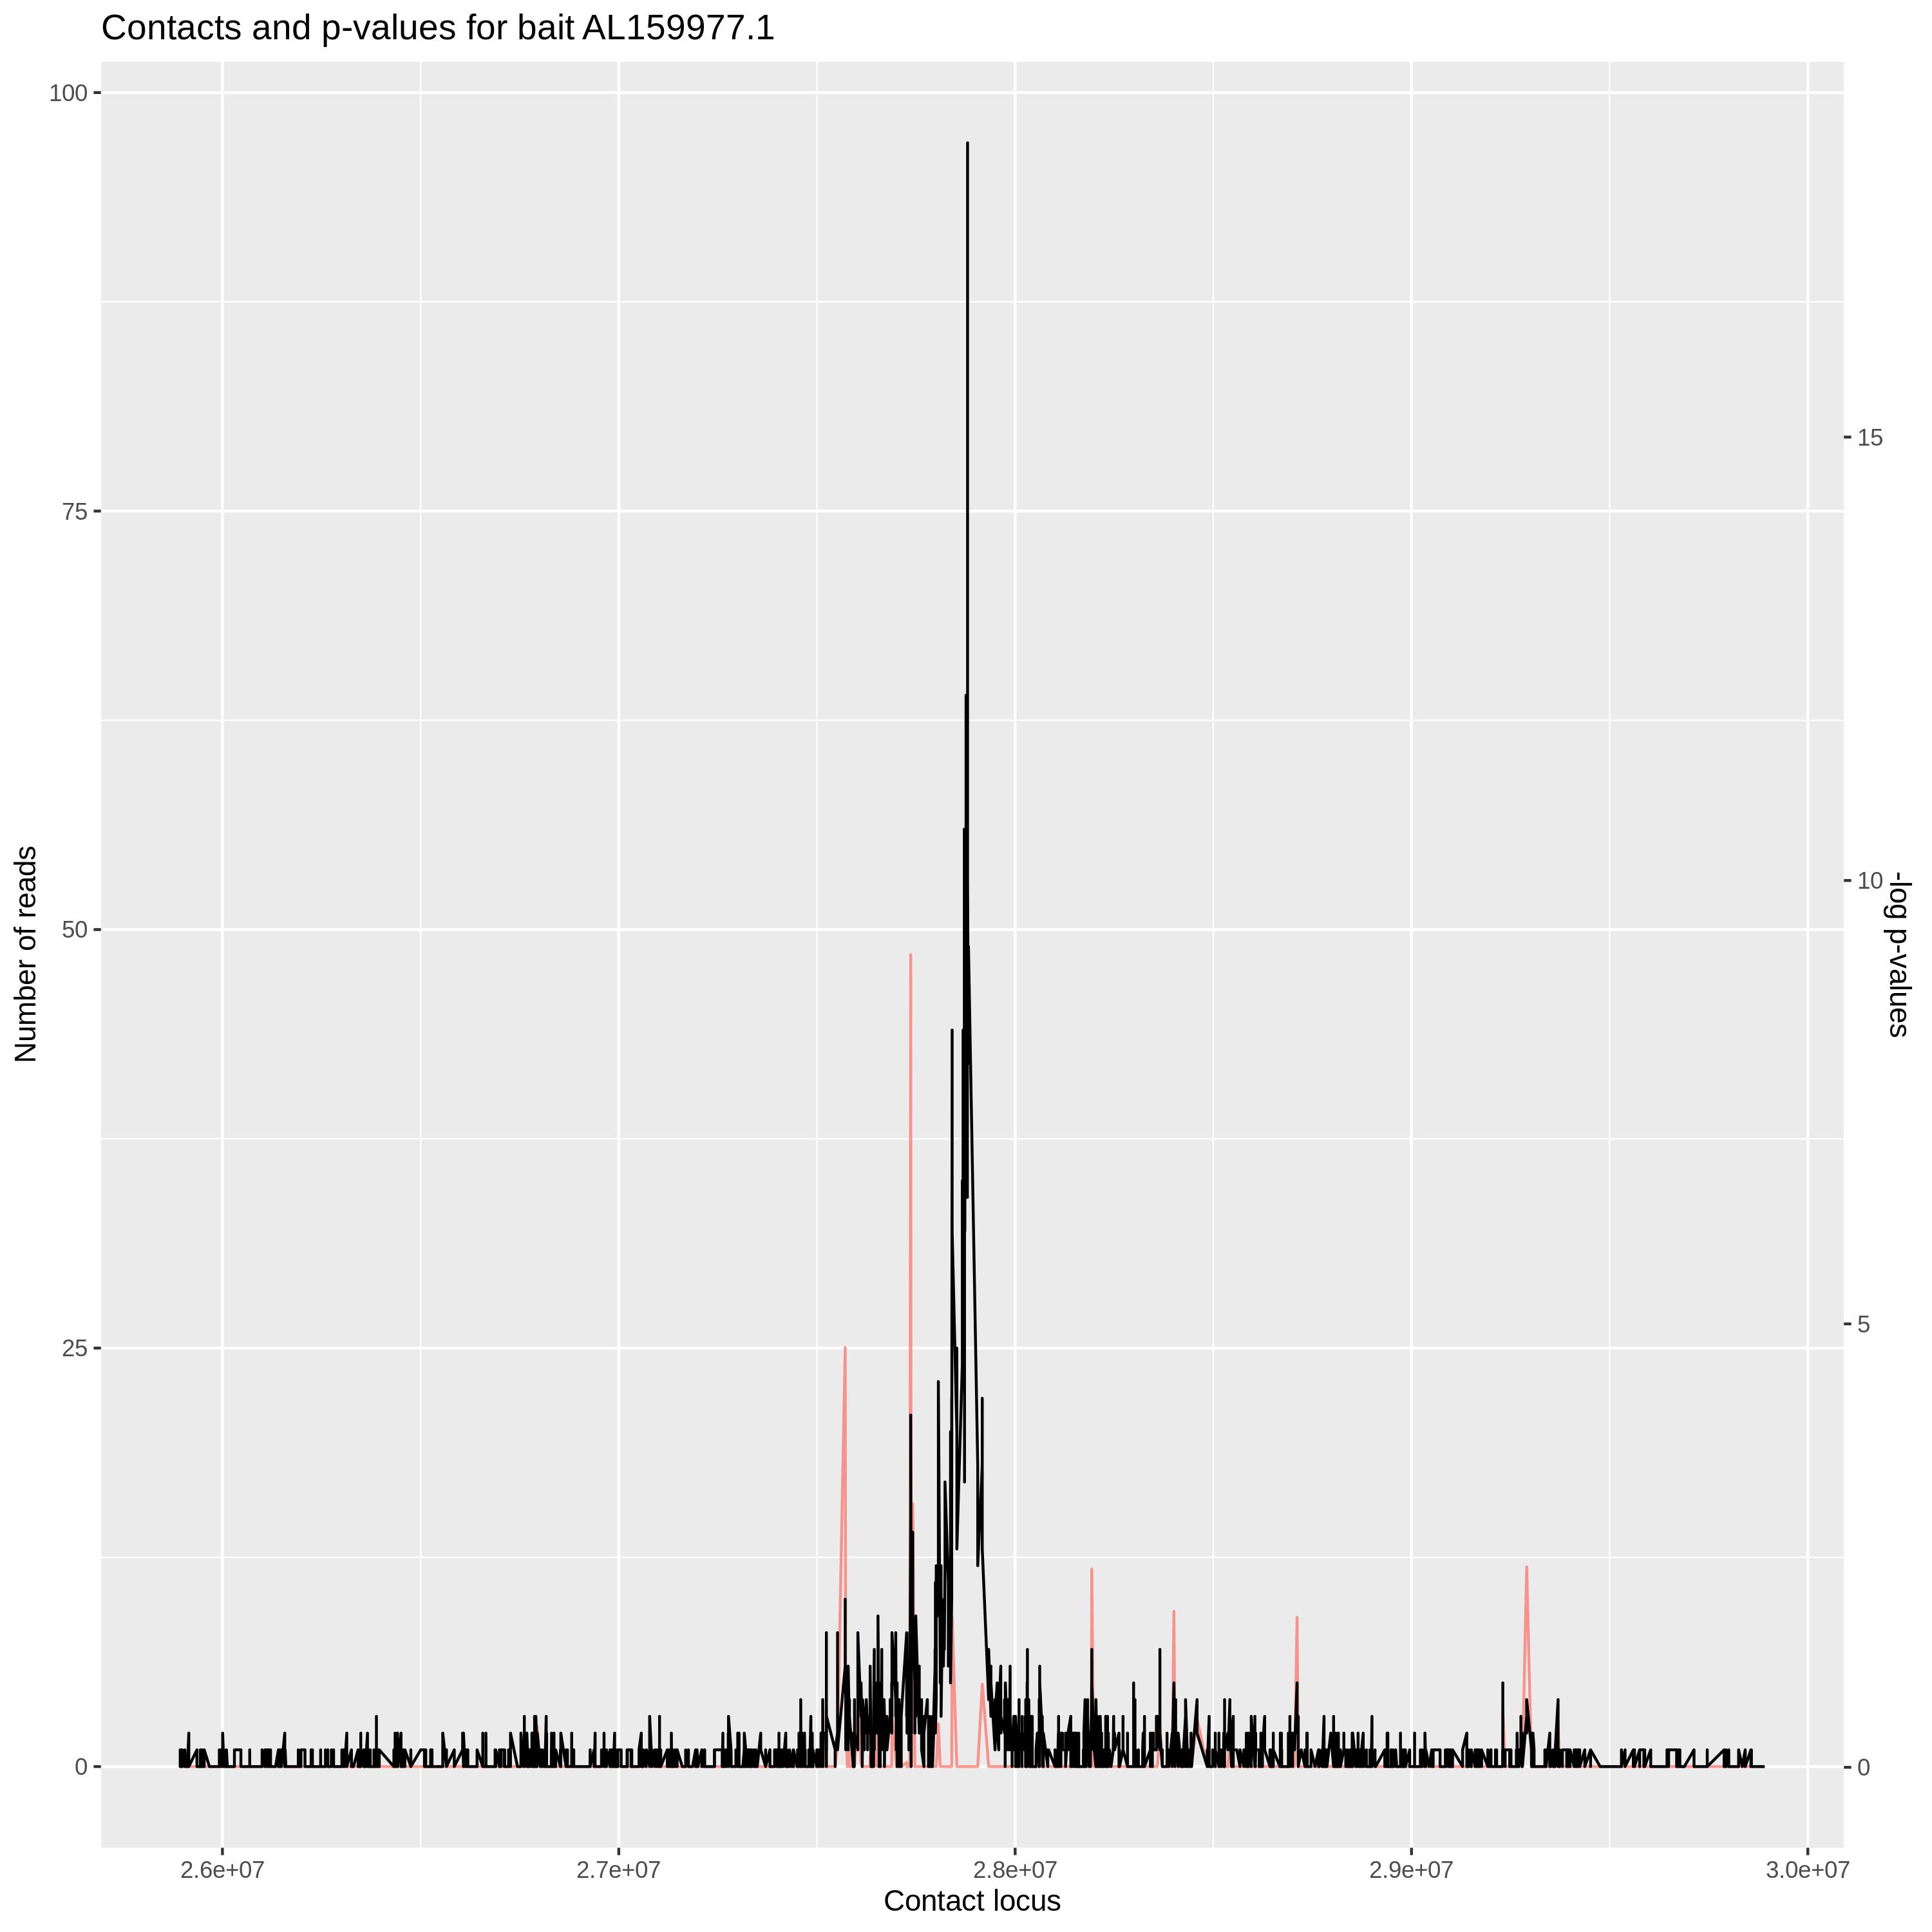 Contacts and p-values for bait AL159977.1
100
75
50
25
0
Number of reads
15
10
5
0
-log p-values
2.6e+07
2.7e+07
2.8e+07
2.9e+07
3.0e+07
Contact locus